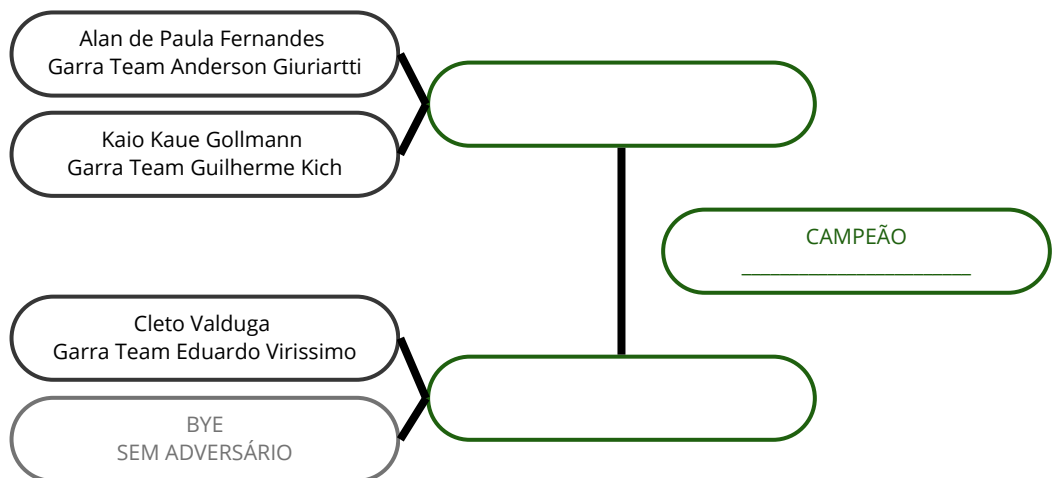 Alan de Paula Fernandes
Garra Team Anderson Giuriartti
Kaio Kaue Gollmann
Garra Team Guilherme Kich
CAMPEÃO
________________________
Cleto Valduga
Garra Team Eduardo Virissimo
BYE
SEM ADVERSÁRIO